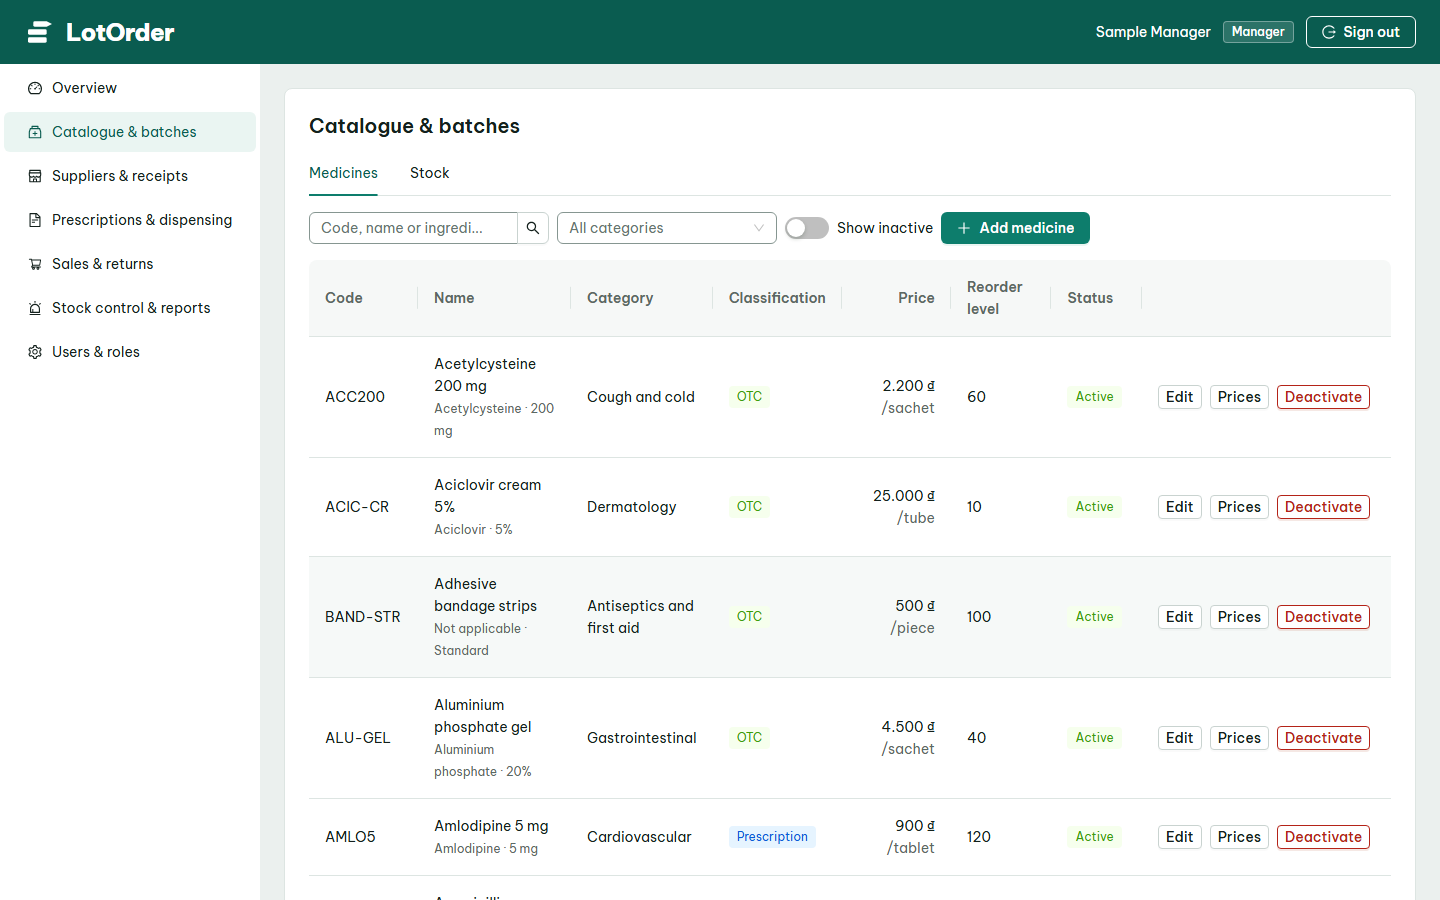 LotOrder
Sample Manager
Manager
Sign out
Overview
Catalogue & batches
Suppliers & receipts
Prescriptions & dispensing
Sales & returns
Stock control & reports
Users & roles
Catalogue & batches
Medicines
Stock
Code, name or ingredi...
All categories
Show inactive
Add medicine
Code
Name
Category
Classification
Price
Reorder
level
Status
ACC200
Acetylcysteine
200 mg
Acetylcysteine · 200
mg
Cough and cold
OTC
2.200 ₫
/sachet
60
Active
Edit
Prices
Deactivate
ACIC-CR
Aciclovir cream
5%
Aciclovir · 5%
Dermatology
OTC
25.000 ₫
/tube
10
Active
Edit
Prices
Deactivate
BAND-STR
Adhesive
bandage strips
Not applicable ·
Standard
Antiseptics and
first aid
OTC
500 ₫
/piece
100
Active
Edit
Prices
Deactivate
ALU-GEL
Aluminium
phosphate gel
Aluminium
phosphate · 20%
Gastrointestinal
OTC
4.500 ₫
/sachet
40
Active
Edit
Prices
Deactivate
AMLO5
Amlodipine 5 mg
Amlodipine · 5 mg
Cardiovascular
Prescription
900 ₫
/tablet
120
Active
Edit
Prices
Deactivate